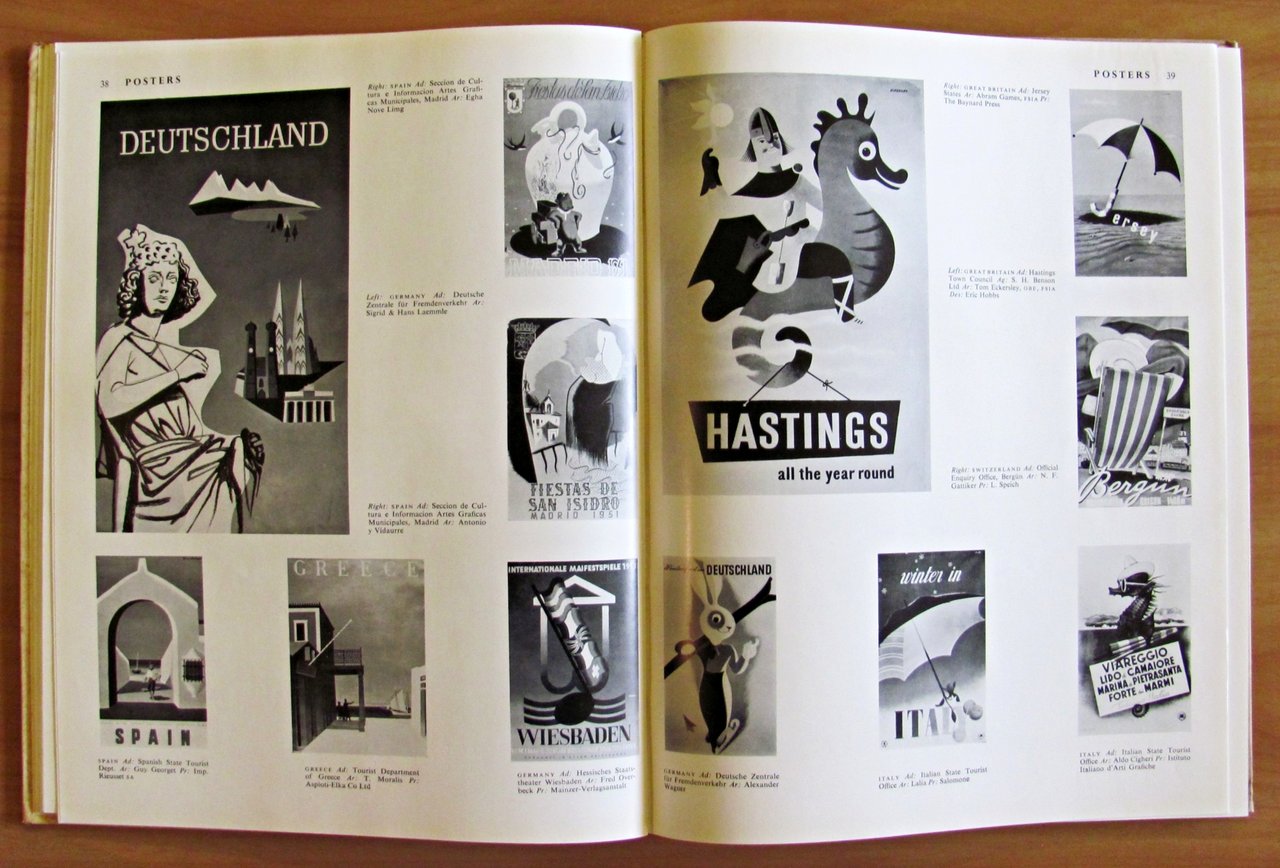 38 POSTERS
DEUTSCHLAND
Right: SPAIN Ad: Seccion de Cul-
tura e Informacion Artes Grafi-
cas Municipales, Madrid Ar: Egha
Nove Limg
Left: GERMANY Ad: Deutsche
Zentrale für Fremdenverkehr Ar:
Sigrid & Hans Laemmle
Right: SPAIN Ad: Seccion de Cul-
tura e Informacion Artes Graficas
Municipales, Madrid Ar: Antonio
y Vidaurre
Fiestas de San Isidro
MADRID
FIESTAS DE
SAN ISIDRO
MADRID 1951
SPAIN
SPAIN Ad: Spanish State Tourist
Dept. Ar: Guy Georget Pr: Imp.
Rieusset SA
GREECE
GREECE Ad: Tourist Department
of Greece Ar: T. Moralis Pr:
Aspioti-Elka Co Ltd
INTERNATIONALE MAIFESTSPIELE
WIESBADEN
GERMANY Ad: Hessisches Staats-
theater Wiesbaden Ar: Fred Over-
beck Pr: Mainzer-Verlagsanstalt
POSTERS 39
HASTINGS
all the year round
Right: GREAT BRITAIN Ad: Jersey
States Ar: Abram Games, FSIA Pr:
The Baynard Press
Left: GREAT BRITAIN Ad: Hastings
Town Council Ag: S. H. Benson
Ltd Ar: Tom Eckersley, OBE, FSIA
Des: Eric Hobbs
Right: SWITZERLAND Ad: Official
Enquiry Office, Bergün Ar: N. F.
Gattiker Pr: L. Speich
Jersey
Bergün
DEUTSCHLAND
GERMANY Ad: Deutsche Zentrale
für Fremdenverkehr Ar: Alexander
Wagner
winter in
ITALY Ad: Italian State Tourist
Office Ar: Lalia Pr: Salomone
VIAREGGIO
LIDO DI CAMAIORE
MARINA DI PIETRASANTA
FORTE DEI MARMI
ITALY Ad: Italian State Tourist
Office Ar: Aldo Cigheri Pr: Istituto
Italiano d'Arti Grafiche